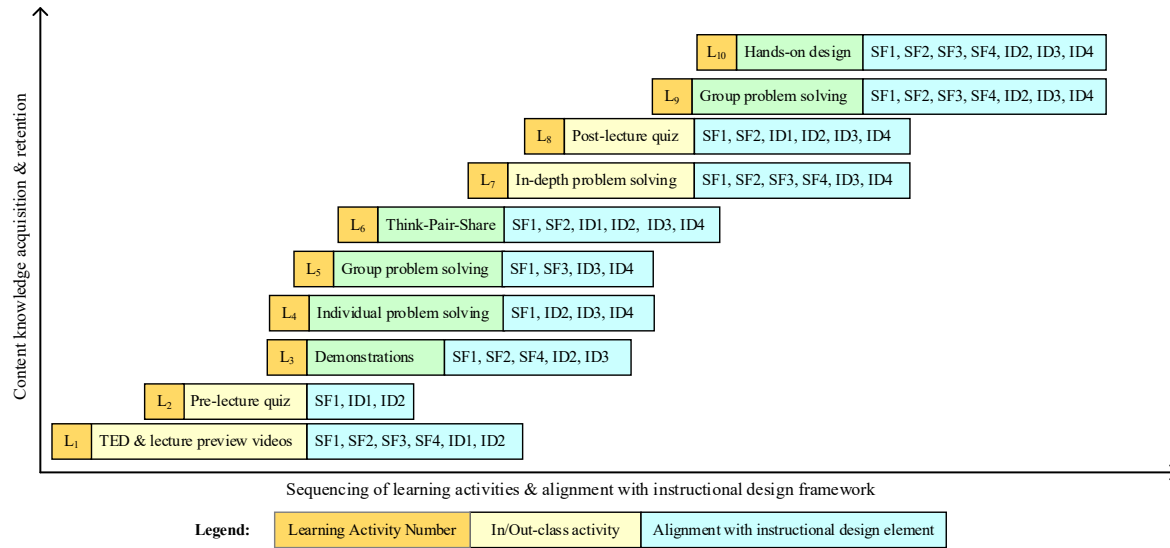 Content knowledge acquisition & retention
L10 Hands-on design SF1, SF2, SF3, SF4, ID2, ID3, ID4
L9 Group problem solving SF1, SF2, SF3, SF4, ID2, ID3, ID4
L8 Post-lecture quiz SF1, SF2, ID1, ID2, ID3, ID4
L7 In-depth problem solving SF1, SF2, SF3, SF4, ID3, ID4
L6 Think-Pair-Share SF1, SF2, ID1, ID2, ID3, ID4
L5 Group problem solving SF1, SF3, ID3, ID4
L4 Individual problem solving SF1, ID2, ID3, ID4
L3 Demonstrations SF1, SF2, SF4, ID2, ID3
L2 Pre-lecture quiz SF1, ID1, ID2
L1 TED & lecture preview videos SF1, SF2, SF3, SF4, ID1, ID2
Sequencing of learning activities & alignment with instructional design framework
Legend: Learning Activity Number In/Out-class activity Alignment with instructional design element